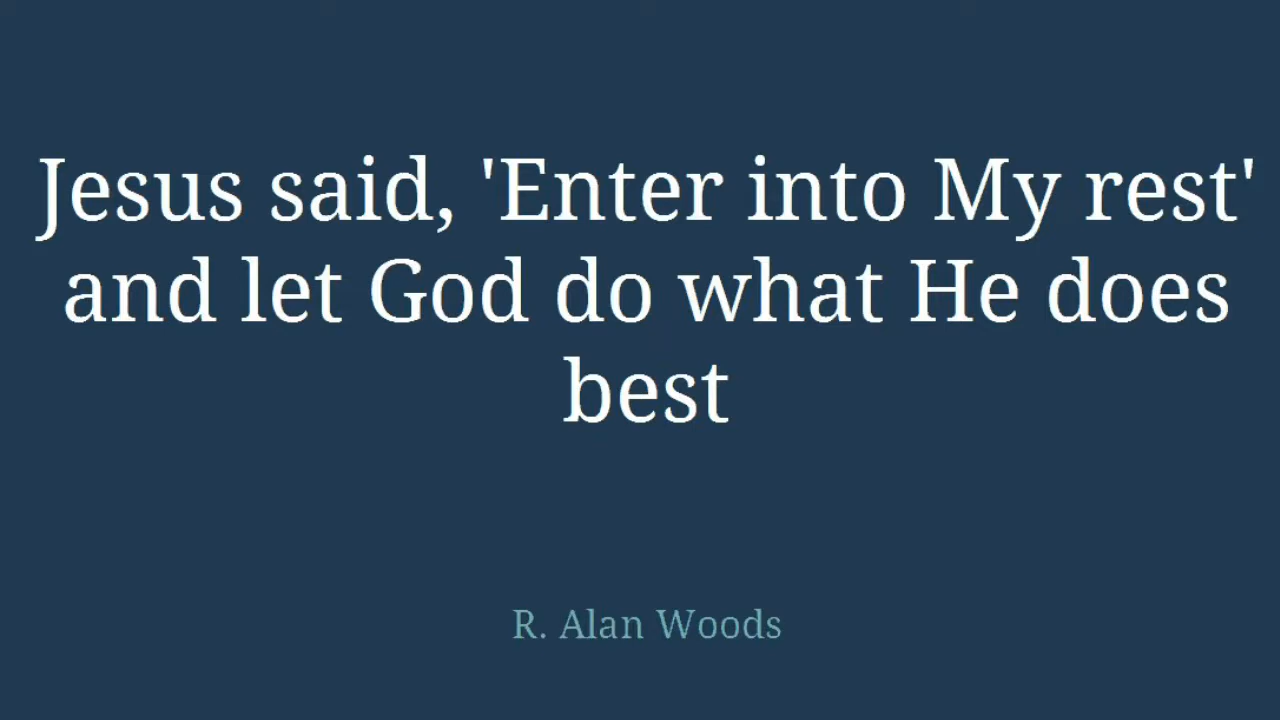 Jesus said, 'Enter into My rest'
and let God do what He does
best
R. Alan Woods